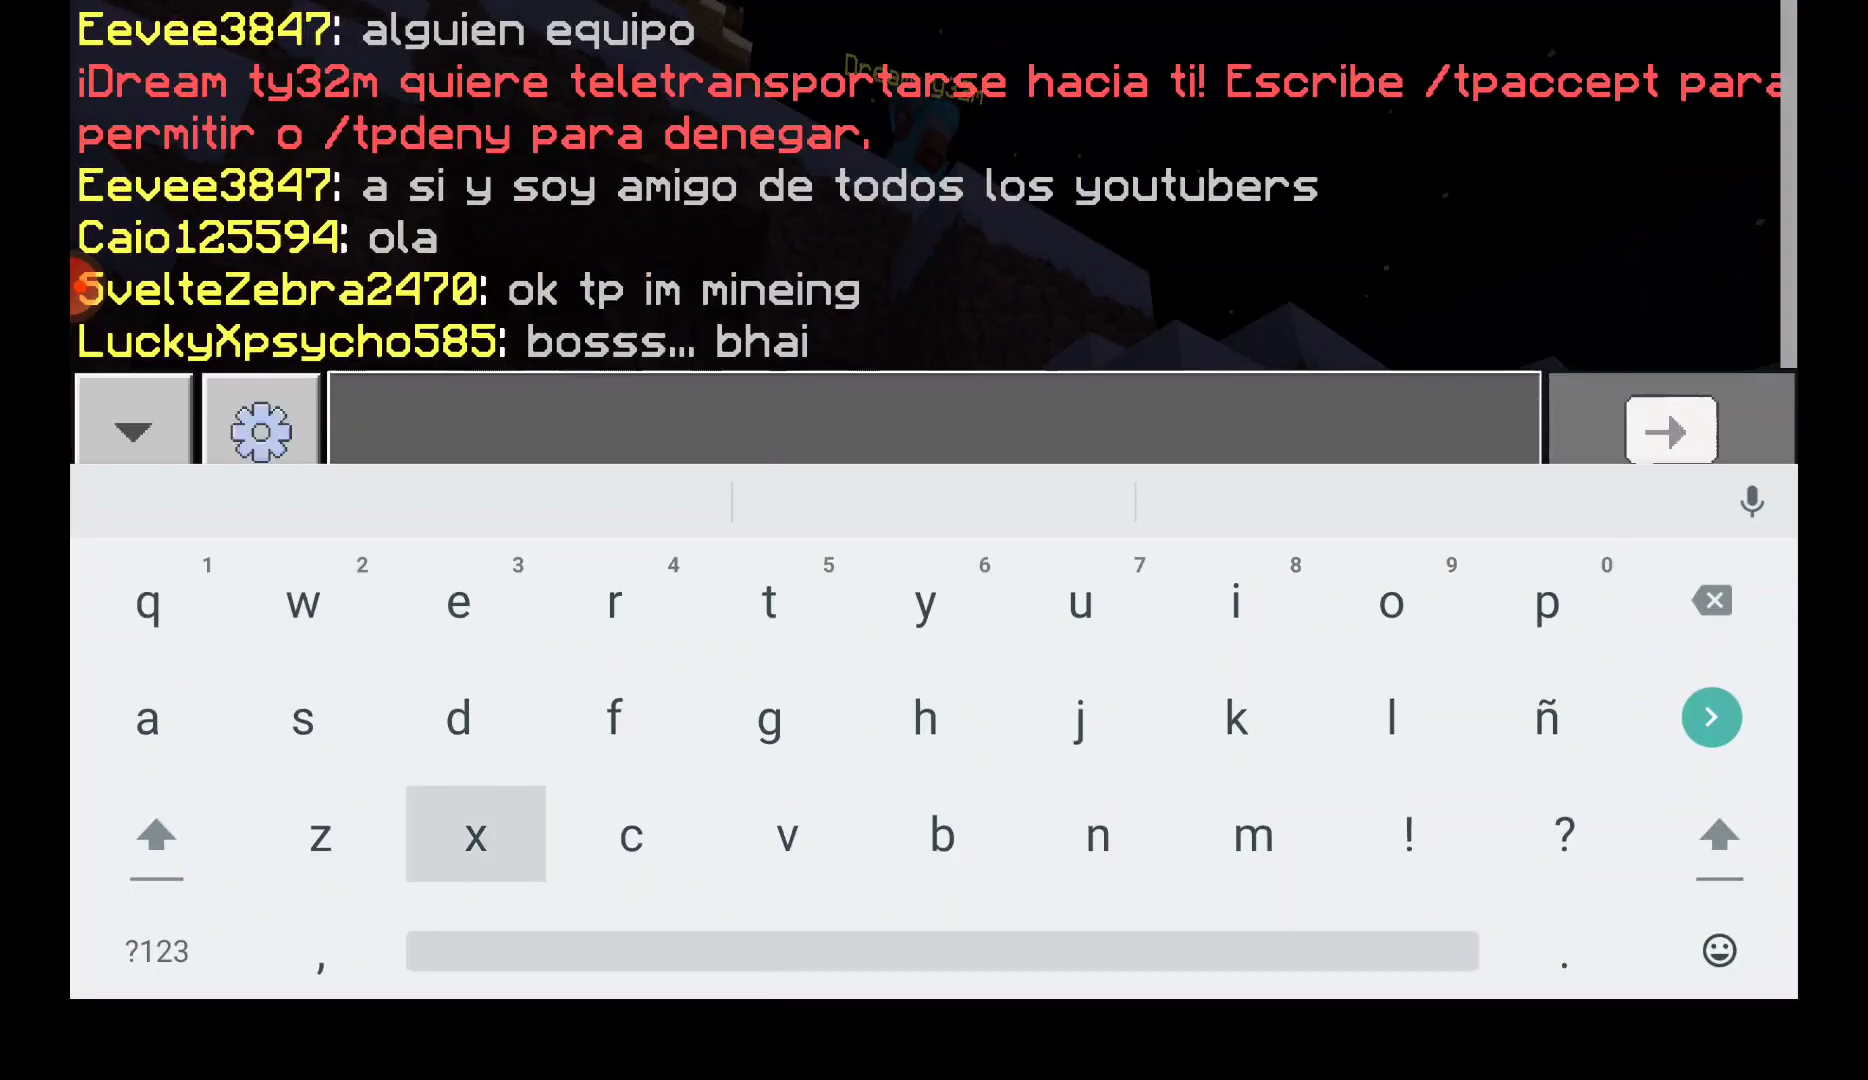 Eevee3847: alguien equipo
¡Dream ty32m quiere teletransportarse hacia ti! Escribe /tpaccept para
permitir o /tpdeny para denegar.
Eevee3847: a si y soy amigo de todos los youtubers
Caio125594: ola
SvelteZebra2470: ok tp im mineing
LuckyXpsycho585: bosss... bhai
Dream ty32m
1 2 3 4 5 6 7 8 9 0
q w e r t y u i o p
a s d f g h j k l ñ
z x c v b n m ! ?
?123 , .